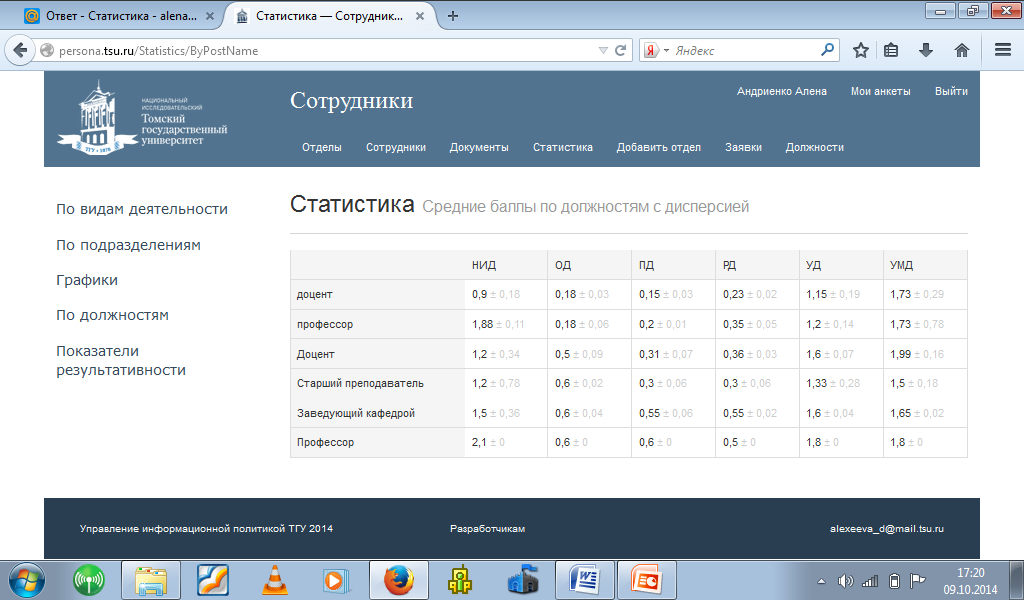 Ответ - Статистика - alena...
Статистика — Сотрудник...
persona.tsu.ru/Statistics/ByPostName
Яндекс
НАЦИОНАЛЬНЫЙ
ИССЛЕДОВАТЕЛЬСКИЙ
Томский
государственный
университет
ТГУ • 1878
Сотрудники
Андриенко Алена Мои анкеты Выйти
Отделы Сотрудники Документы Статистика Добавить отдел Заявки Должности
По видам деятельности
По подразделениям
Графики
По должностям
Показатели
результативности
Статистика Средние баллы по должностям с дисперсией
НИД ОД ПД РД УД УМД
доцент 0,9 ± 0,18 0,18 ± 0,03 0,15 ± 0,03 0,23 ± 0,02 1,15 ± 0,19 1,73 ± 0,29
профессор 1,88 ± 0,11 0,18 ± 0,06 0,2 ± 0,01 0,35 ± 0,05 1,2 ± 0,14 1,73 ± 0,78
Доцент 1,2 ± 0,34 0,5 ± 0,09 0,31 ± 0,07 0,36 ± 0,03 1,6 ± 0,07 1,99 ± 0,16
Старший преподаватель 1,2 ± 0,78 0,6 ± 0,02 0,3 ± 0,06 0,3 ± 0,06 1,33 ± 0,28 1,5 ± 0,18
Заведующий кафедрой 1,5 ± 0,36 0,6 ± 0,04 0,55 ± 0,06 0,55 ± 0,02 1,6 ± 0,04 1,65 ± 0,02
Профессор 2,1 ± 0 0,6 ± 0 0,6 ± 0 0,5 ± 0 1,8 ± 0 1,8 ± 0
Управление информационной политикой ТГУ 2014 Разработчикам alexeeva_d@mail.tsu.ru
17:20
09.10.2014